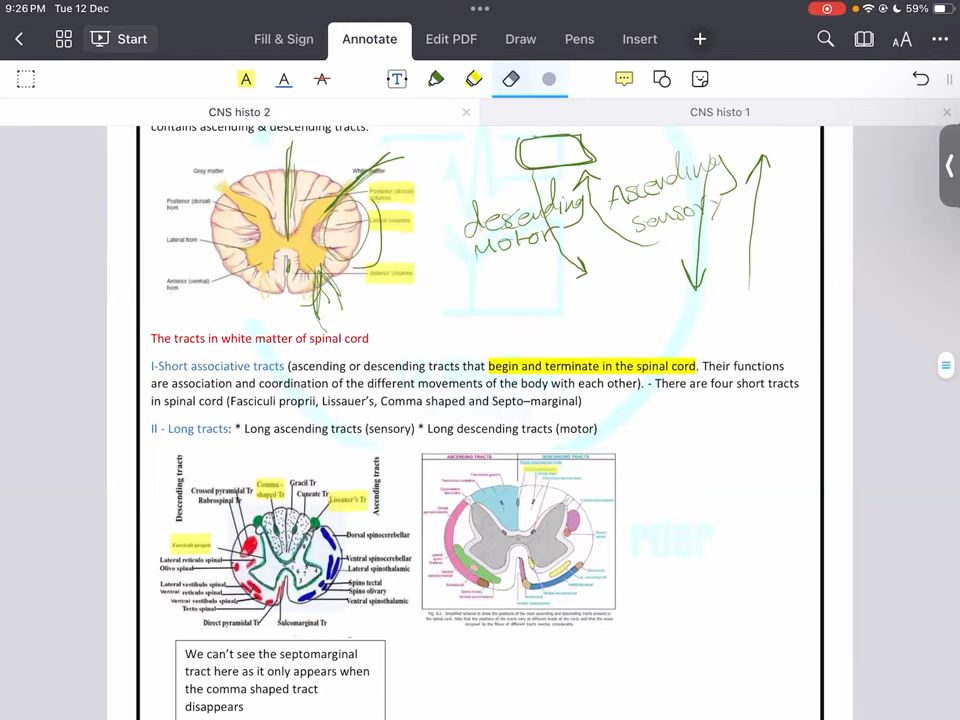 9:26 PM Tue 12 Dec
59%
Start
Fill & Sign
Annotate
Edit PDF
Draw
Pens
Insert
CNS histo 2
CNS histo 1
contains ascending & descending tracts.
Gray matter
Posterior (dorsal)
horn
Lateral horn
Anterior (ventral)
horn
Posterior (dorsal)
columns
Lateral columns
Anterior columns
descending
MOTOR
Ascending
sensory
The tracts in white matter of spinal cord
I-Short associative tracts (ascending or descending tracts that begin and terminate in the spinal cord. Their functions
are association and coordination of the different movements of the body with each other). - There are four short tracts
in spinal cord (Fasciculi proprii, Lissauer's, Comma shaped and Septo–marginal)
II - Long tracts: * Long ascending tracts (sensory) * Long descending tracts (motor)
Descending tracts
Crossed pyramidal Tr
Rubrospinal Tr
Comma -
shaped Tr
Gracil Tr
Cuneate Tr
Lissauer's Tr
Ascending tracts
Fasciculi propri
Lateral reticulo spinal
Olivo spinal
Lateral vestibulo spinal
Ventral reticulo spinal
Ventral vestibulo spinal
Tecto spinal
Direct pyramidal Tr
Sulcomarginal Tr
Dorsal spinocerebellar
Ventral spinocerebellar
Lateral spinothalamic
Spino tectal
Spino olivary
Ventral spinothalamic
ASCENDING TRACTS
DESCENDING TRACTS
We can't see the septomarginal
tract here as it only appears when
the comma shaped tract
disappears
rder